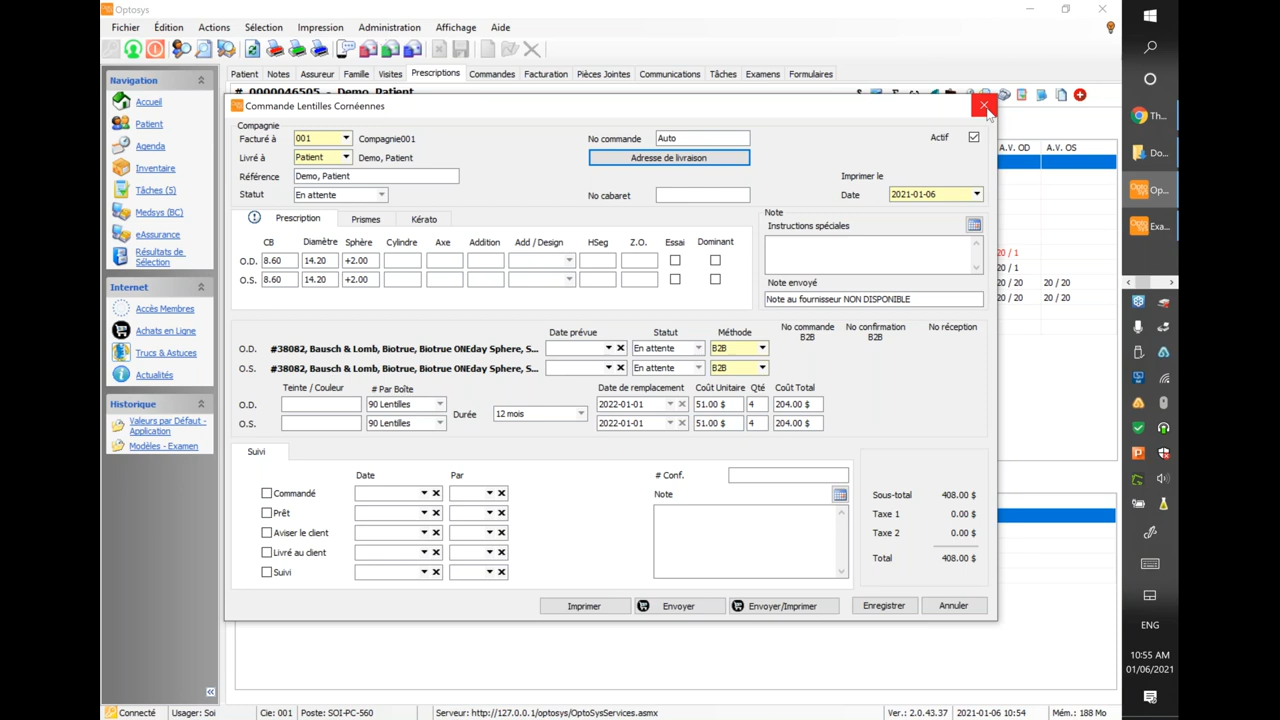 Optosys
Fichier Édition Actions Sélection Impression Administration Affichage Aide
Patient Notes Assureur Famille Visites Prescriptions Commandes Facturation Pièces Jointes Communications Tâches Examens Formulaires
Navigation
Accueil
Patient
Agenda
Inventaire
Tâches (5)
Medsys (BC)
eAssurance
Résultats de Sélection
Internet
Accès Membres
Achats en Ligne
Trucs & Astuces
Actualités
Historique
Valeurs par Défaut - Application
Modèles - Examen
# 0000046505 - Demo, Patient
Commande Lentilles Cornéennes
Compagnie
Facturé à 001 Compagnie001 No commande Auto Actif
Livré à Patient Demo, Patient Adresse de livraison
Référence Demo, Patient Imprimer le
Statut En attente No cabaret Date 2021-01-06
Prescription Prismes Kérato
Note
Instructions spéciales
CB Diamètre Sphère Cylindre Axe Addition Add / Design HSeg Z.O. Essai Dominant
O.D. 8.60 14.20 +2.00
O.S. 8.60 14.20 +2.00
Note envoyé
Note au fournisseur NON DISPONIBLE
Date prévue Statut Méthode No commande B2B No confirmation B2B No réception
O.D. #38082, Bausch & Lomb, Biotrue, Biotrue ONEday Sphere, S... En attente B2B
O.S. #38082, Bausch & Lomb, Biotrue, Biotrue ONEday Sphere, S... En attente B2B
Teinte / Couleur # Par Boîte Date de remplacement Coût Unitaire Qté Coût Total
O.D. 90 Lentilles Durée 12 mois 2022-01-01 51.00 $ 4 204.00 $
O.S. 90 Lentilles 2022-01-01 51.00 $ 4 204.00 $
Suivi
Date Par # Conf.
Commandé Note
Prêt
Aviser le client
Livré au client
Suivi
Sous-total 408.00 $
Taxe 1 0.00 $
Taxe 2 0.00 $
Total 408.00 $
Imprimer Envoyer Envoyer/Imprimer Enregistrer Annuler
A.V. OD A.V. OS
20 / 1
20 / 1
20 / 20 20 / 20
20 / 20 20 / 20
Connecté Usager: Soi Cie: 001 Poste: SOI-PC-560 Serveur: http://127.0.0.1/optosys/OptoSysServices.asmx Ver.: 2.0.43.37 2021-01-06 10:54 Mém.: 188 Mo
Th...
Do...
Op...
Exa...
ENG
10:55 AM
01/06/2021